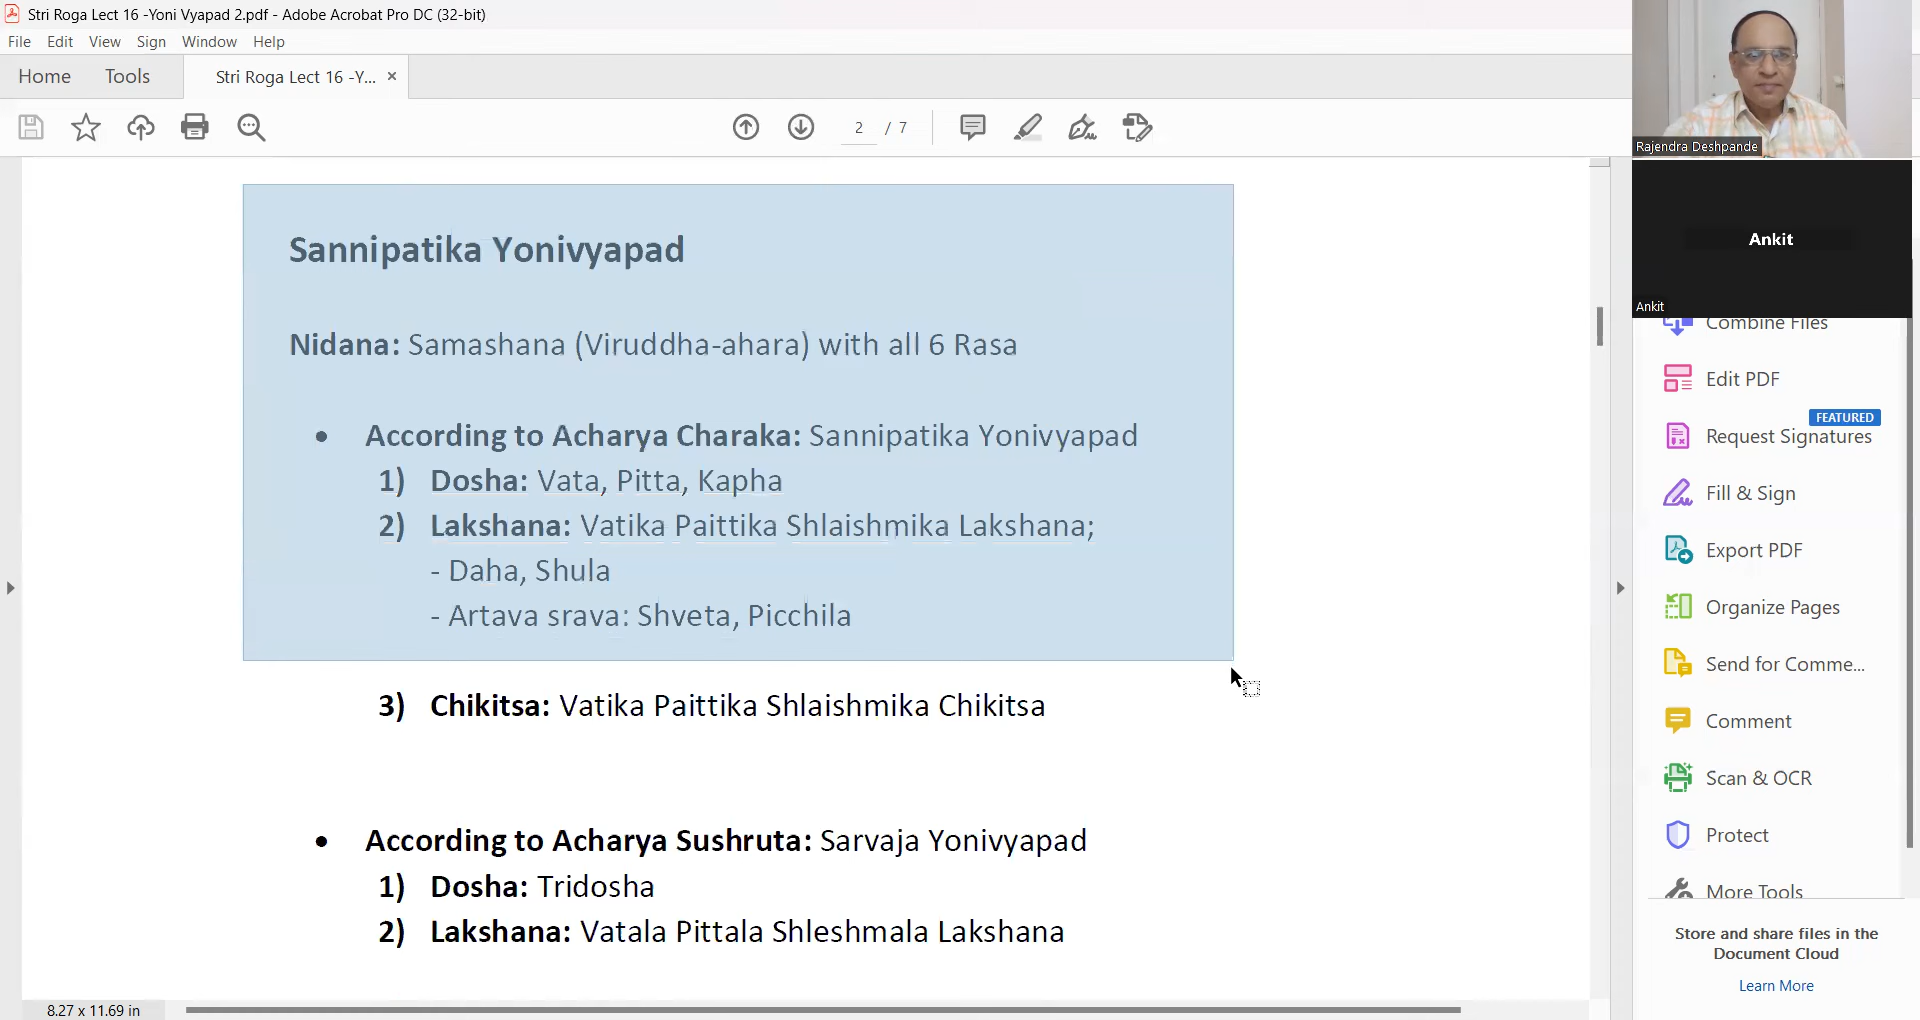 Stri Roga Lect 16 -Yoni Vyapad 2.pdf - Adobe Acrobat Pro DC (32-bit)
File Edit View Sign Window Help
Home Tools Stri Roga Lect 16 -Y... ×
2 / 7
Rajendra Deshpande
Ankit
Ankit
Sannipatika Yonivyapad
Nidana: Samashana (Viruddha-ahara) with all 6 Rasa
• According to Acharya Charaka: Sannipatika Yonivyapad
1) Dosha: Vata, Pitta, Kapha
2) Lakshana: Vatika Paittika Shlaishmika Lakshana;
- Daha, Shula
- Artava srava: Shveta, Picchila
3) Chikitsa: Vatika Paittika Shlaishmika Chikitsa
• According to Acharya Sushruta: Sarvaja Yonivyapad
1) Dosha: Tridosha
2) Lakshana: Vatala Pittala Shleshmala Lakshana
8.27 x 11.69 in
Combine Files
Edit PDF
FEATURED
Request Signatures
Fill & Sign
Export PDF
Organize Pages
Send for Comme...
Comment
Scan & OCR
Protect
More Tools
Store and share files in the
Document Cloud
Learn More